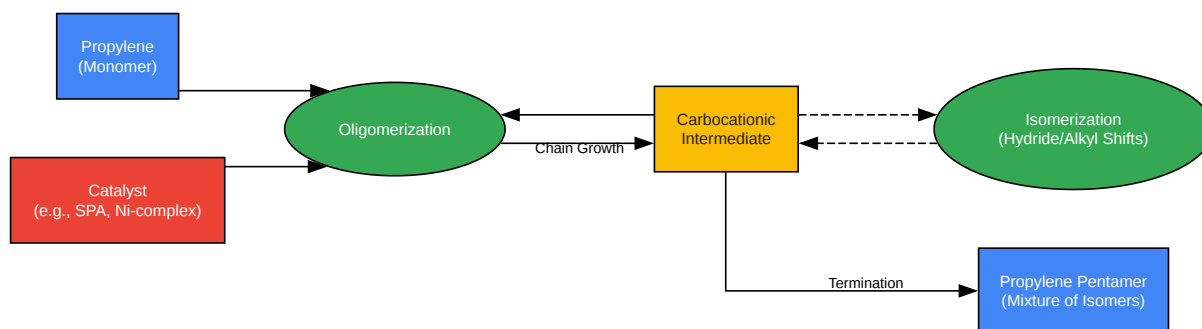 Propylene
(Monomer)
Catalyst
(e.g., SPA, Ni-complex)
Oligomerization
Chain Growth
Carbocationic
Intermediate
Isomerization
(Hydride/Alkyl Shifts)
Termination
Propylene Pentamer
(Mixture of Isomers)